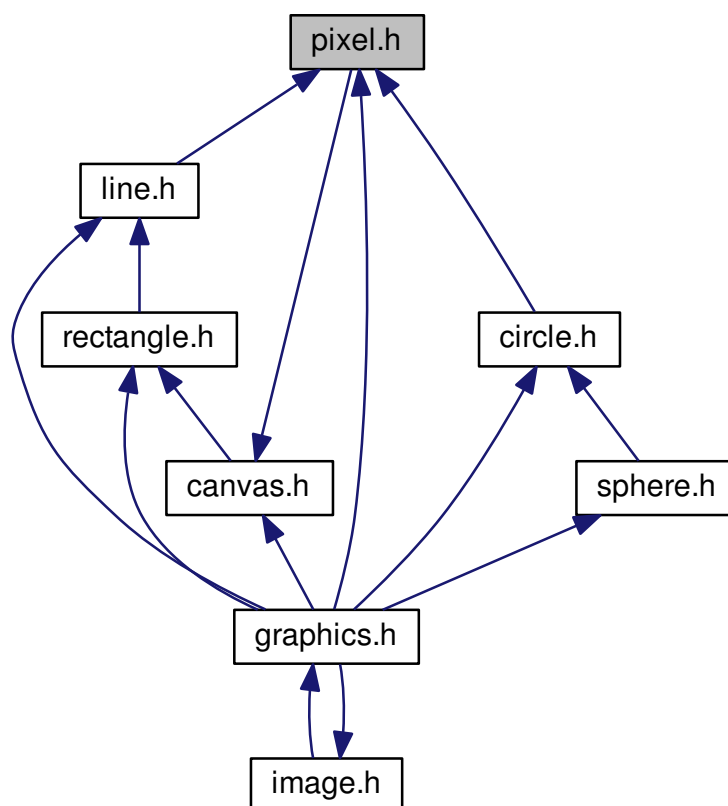 pixel.h
line.h
rectangle.h
circle.h
canvas.h
sphere.h
graphics.h
image.h